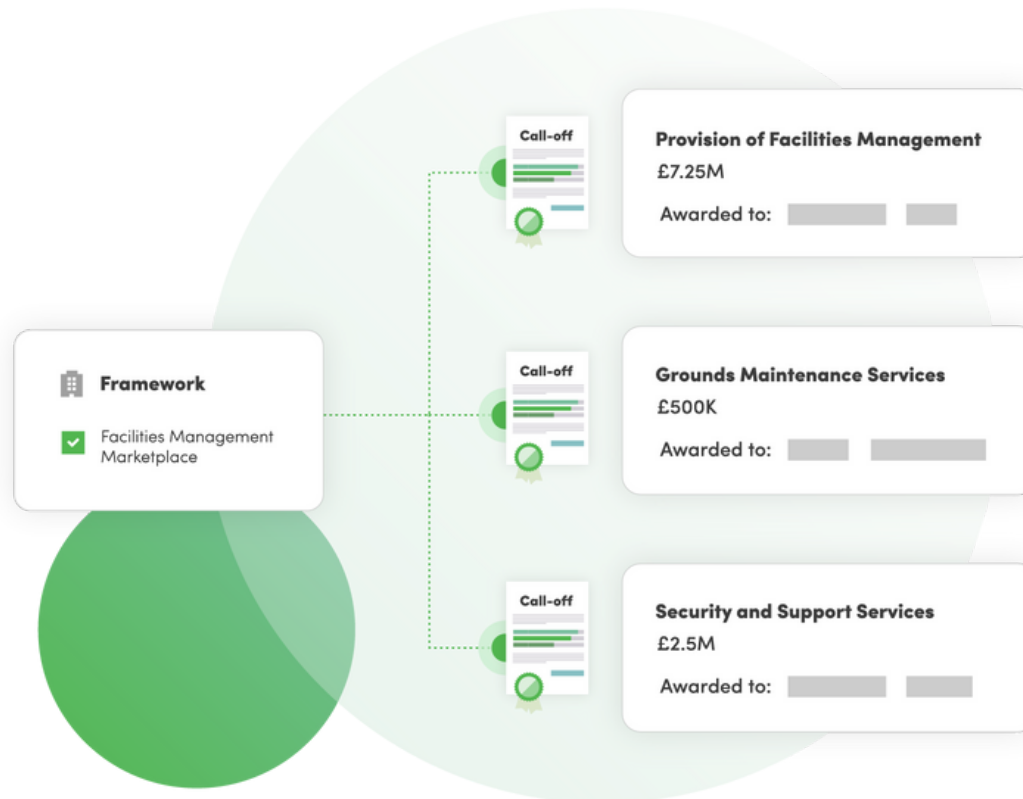 Framework
Facilities Management
Marketplace
Call-off
Provision of Facilities Management
£7.25M
Awarded to:
Call-off
Grounds Maintenance Services
£500K
Awarded to:
Call-off
Security and Support Services
£2.5M
Awarded to: